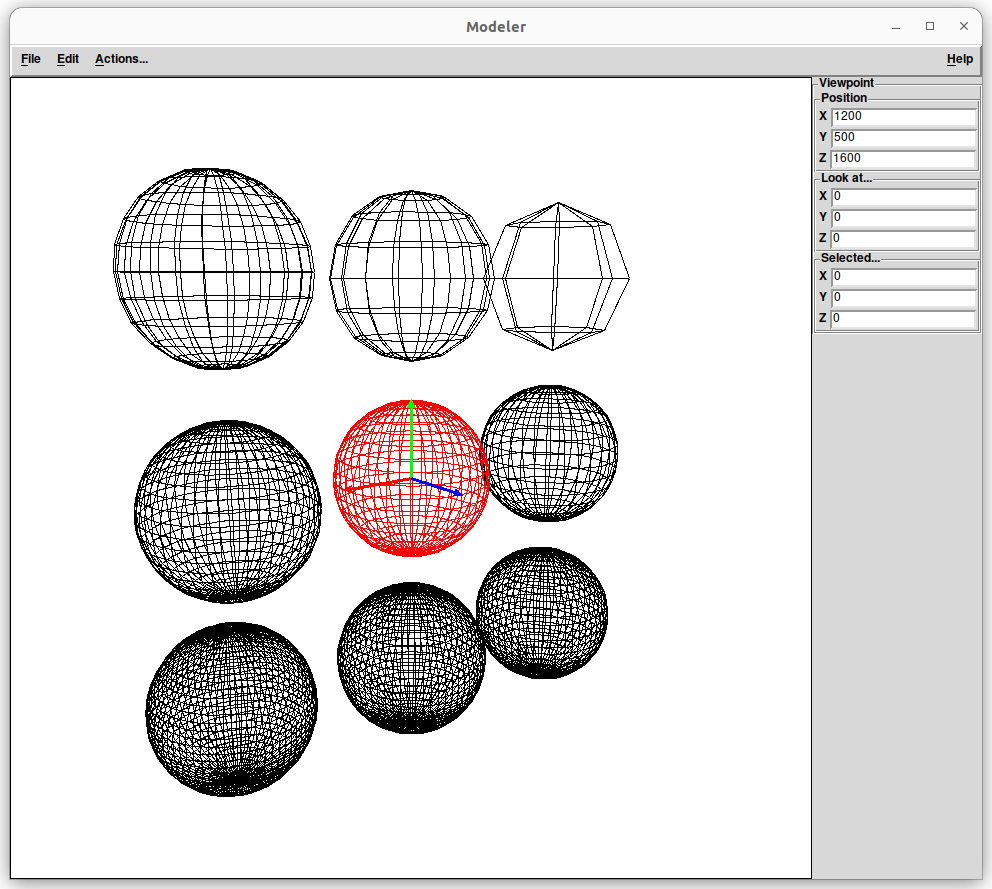 Modeler
File Edit Actions... Help
Viewpoint
Position
X 1200
Y 500
Z 1600
Look at...
X 0
Y 0
Z 0
Selected...
X 0
Y 0
Z 0